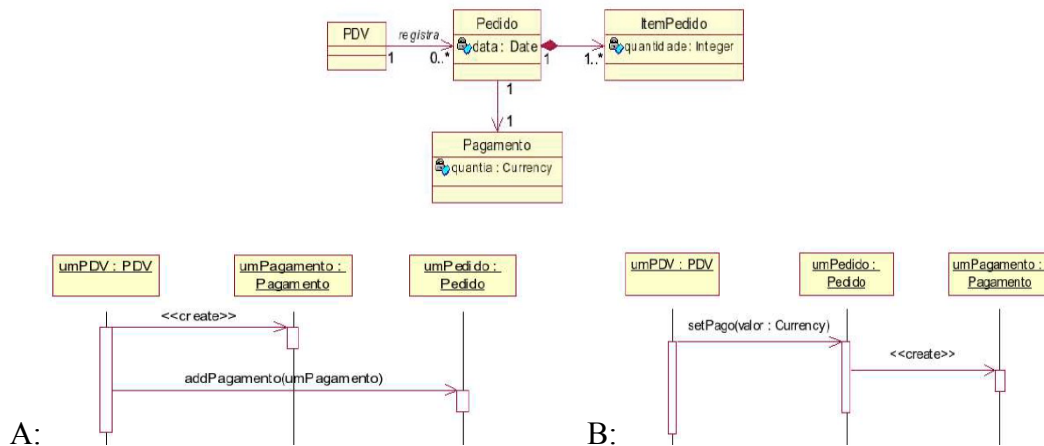 PDV
registra
1
0..*
Pedido
data : Date
1
1..*
ItemPedido
quantidade : Integer
1
1
Pagamento
quantia : Currency
A:
umPDV : PDV
umPagamento :
Pagamento
umPedido :
Pedido
<<create>>
addPagamento(umPagamento)
B:
umPDV : PDV
umPedido :
Pedido
umPagamento :
Pagamento
setPago(valor : Currency)
<<create>>